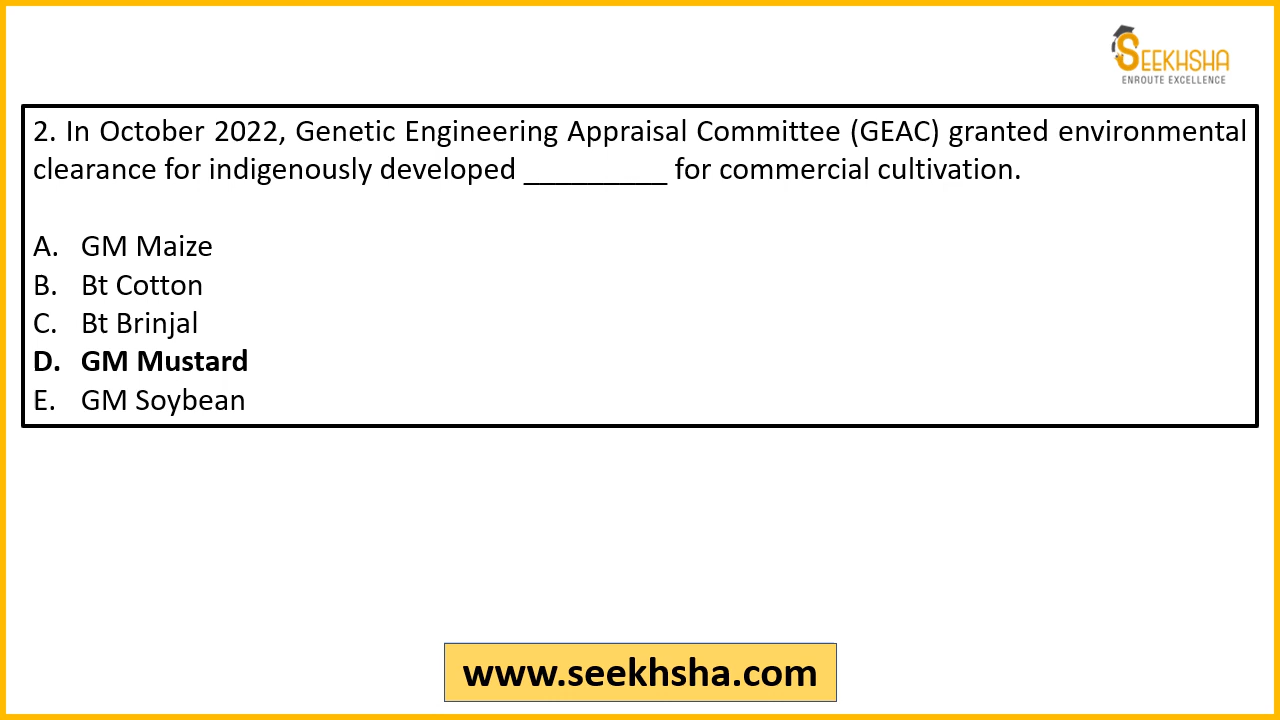 SEEKHSHA
ENROUTE EXCELLENCE
2. In October 2022, Genetic Engineering Appraisal Committee (GEAC) granted environmental
clearance for indigenously developed _________ for commercial cultivation.
A. GM Maize
B. Bt Cotton
C. Bt Brinjal
D. GM Mustard
E. GM Soybean
www.seekhsha.com